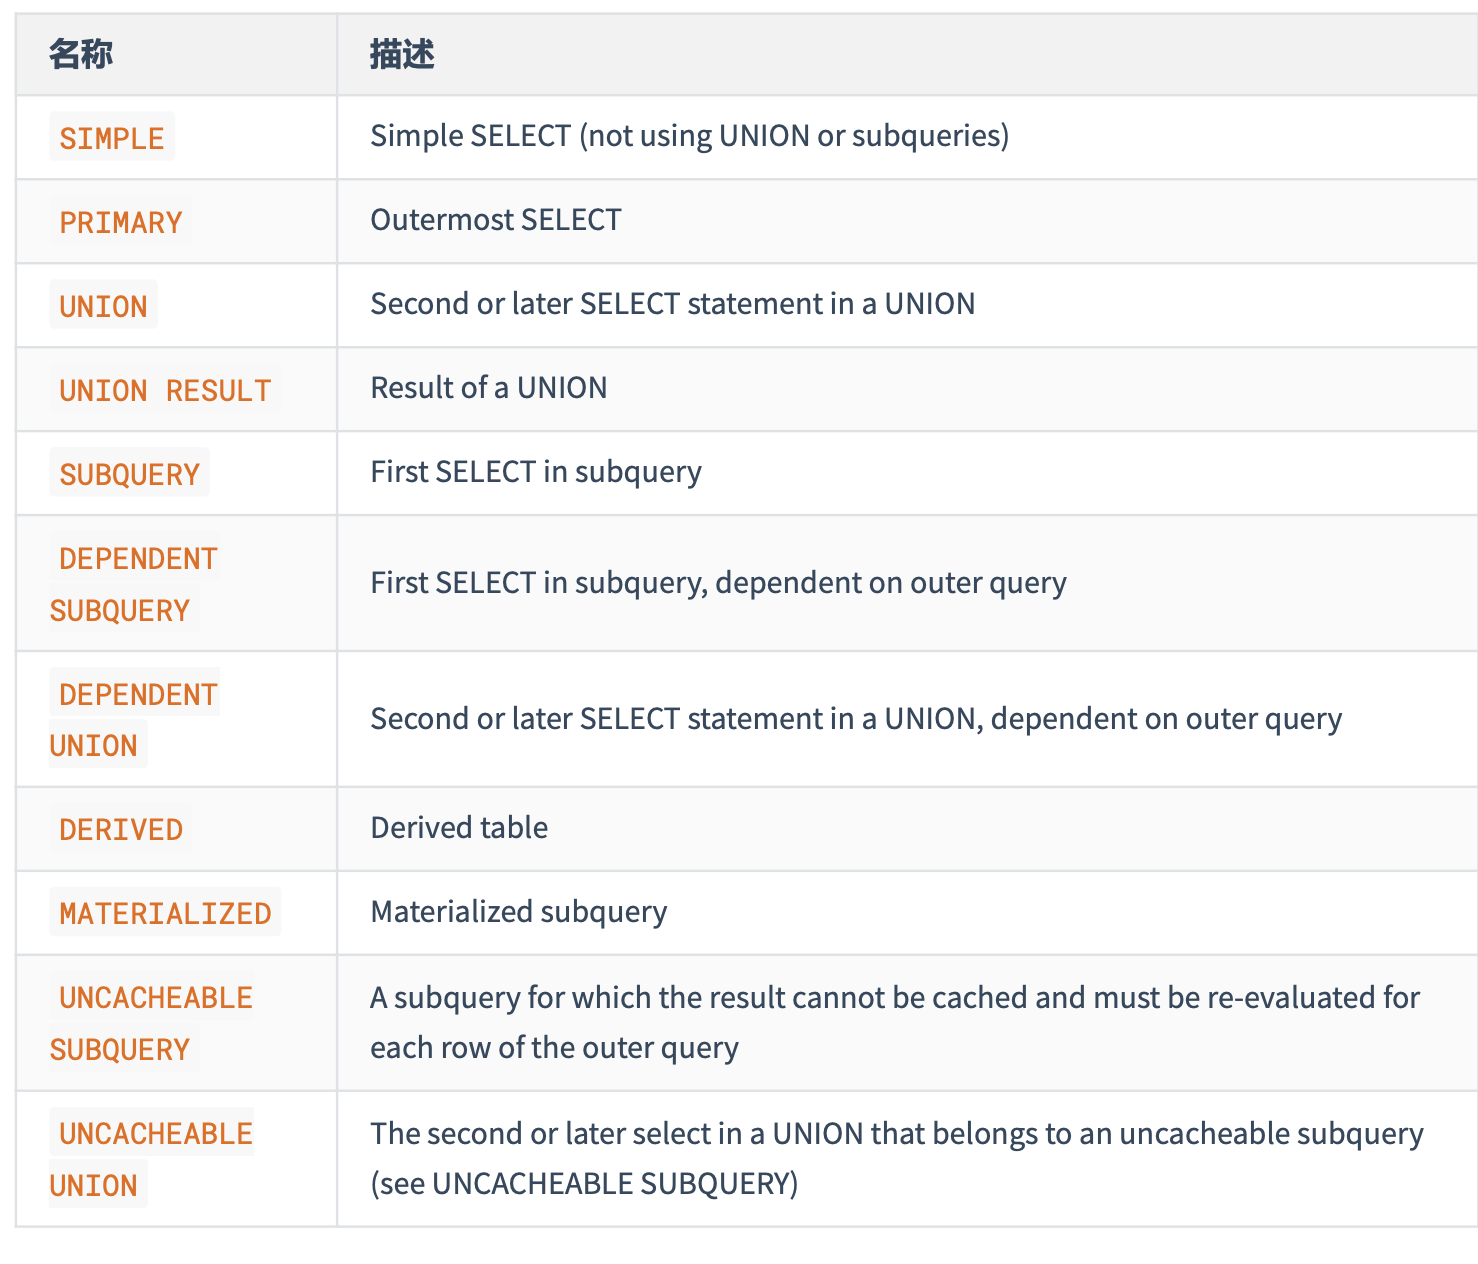 名称 描述
SIMPLE Simple SELECT (not using UNION or subqueries)
PRIMARY Outermost SELECT
UNION Second or later SELECT statement in a UNION
UNION RESULT Result of a UNION
SUBQUERY First SELECT in subquery
DEPENDENT
SUBQUERY
First SELECT in subquery, dependent on outer query
DEPENDENT
UNION
Second or later SELECT statement in a UNION, dependent on outer query
DERIVED Derived table
MATERIALIZED Materialized subquery
UNCACHEABLE
SUBQUERY
A subquery for which the result cannot be cached and must be re-evaluated for
each row of the outer query
UNCACHEABLE
UNION
The second or later select in a UNION that belongs to an uncacheable subquery
(see UNCACHEABLE SUBQUERY)